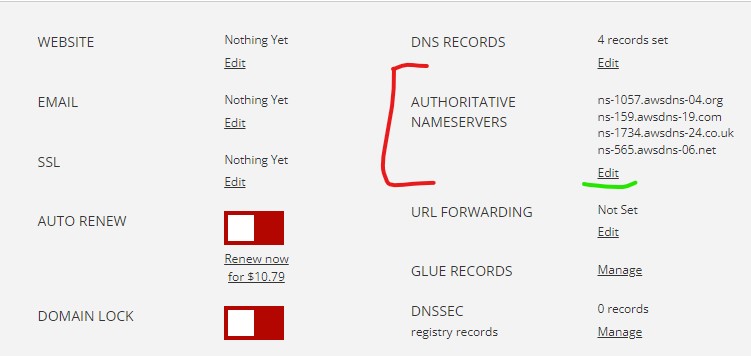 WEBSITE
Nothing Yet
Edit
EMAIL
Nothing Yet
Edit
SSL
Nothing Yet
Edit
AUTO RENEW
Renew now
for $10.79
DOMAIN LOCK
DNS RECORDS
4 records set
Edit
AUTHORITATIVE
NAMESERVERS
ns-1057.awsdns-04.org
ns-159.awsdns-19.com
ns-1734.awsdns-24.co.uk
ns-565.awsdns-06.net
Edit
URL FORWARDING
Not Set
Edit
GLUE RECORDS
Manage
DNSSEC
registry records
0 records
Manage